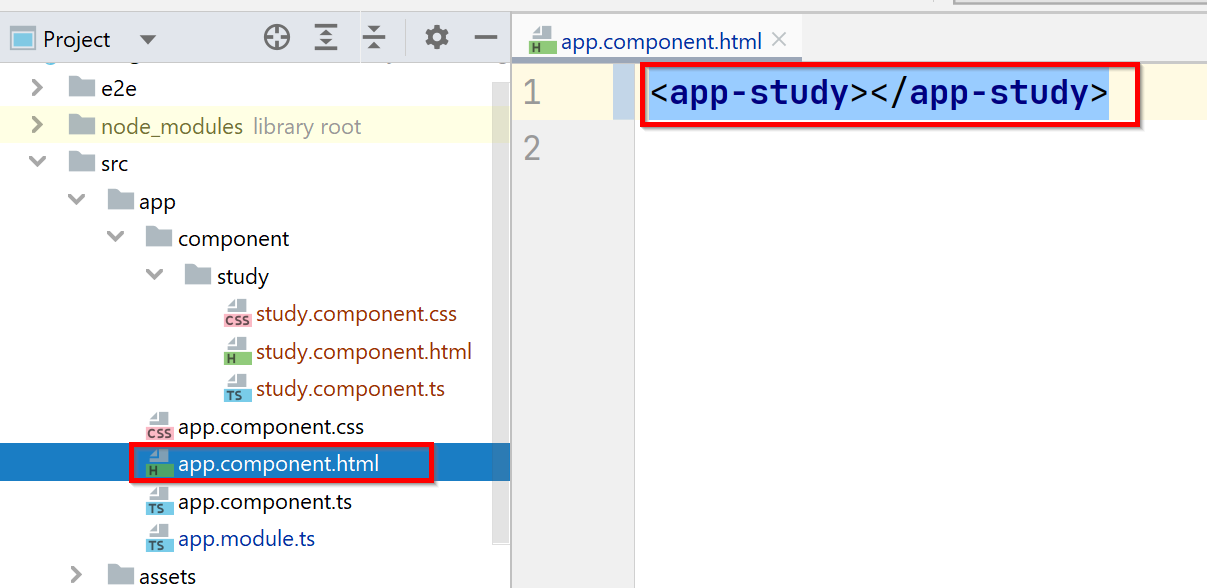 Project
app.component.html
e2e
node_modules library root
src
app
component
study
CSS study.component.css
H study.component.html
TS study.component.ts
CSS app.component.css
H app.component.html
TS app.component.ts
TS app.module.ts
assets
1 <app-study></app-study>
2